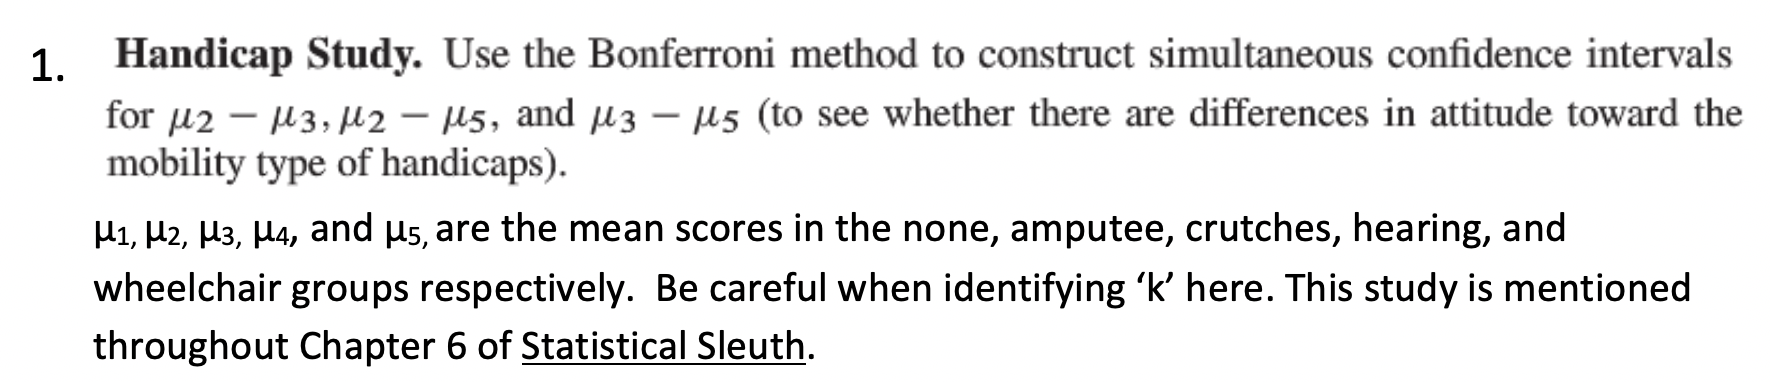 1. Handicap Study. Use the Bonferroni method to construct simultaneous confidence intervals
for μ2 − μ3, μ2 − μ5, and μ3 − μ5 (to see whether there are differences in attitude toward the
mobility type of handicaps).
μ1, μ2, μ3, μ4, and μ5, are the mean scores in the none, amputee, crutches, hearing, and
wheelchair groups respectively. Be careful when identifying ‘k’ here. This study is mentioned
throughout Chapter 6 of Statistical Sleuth.